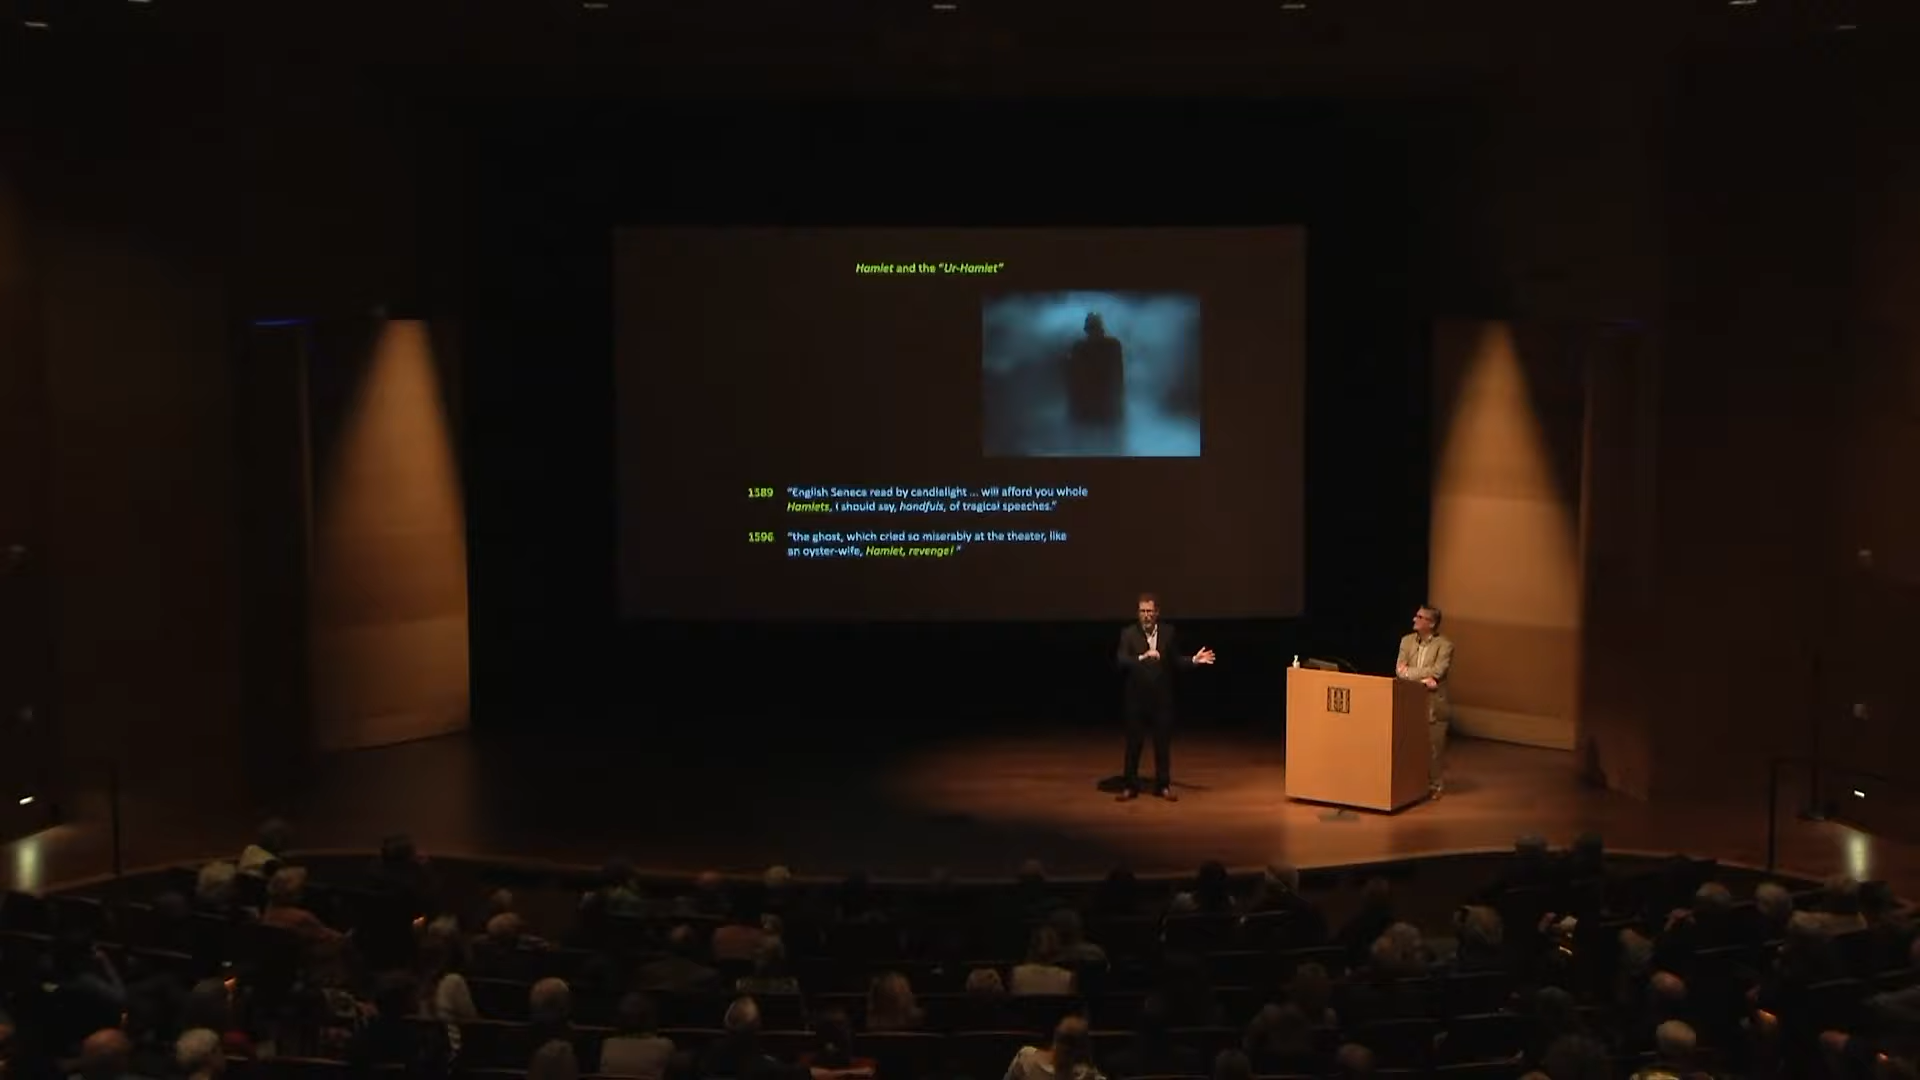 Hamlet and the "Ur-Hamlet"
1589 "English Seneca read by candlelight ... will afford you whole
Hamlets, I should say, handfuls, of tragical speeches."
1596 "the ghost, which cried so miserably at the theater, like
an oyster-wife, Hamlet, revenge! "